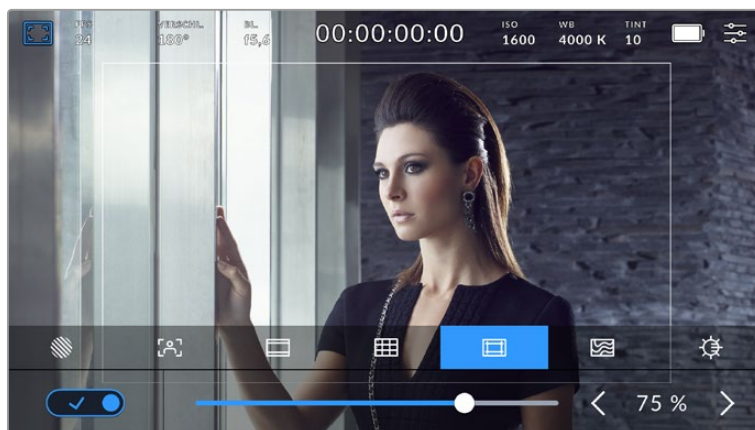 FPS VERSCHL. BL. 00:00:00:00 ISO WB TINT
24 180° f5,6 1600 4000 K 10
75 %